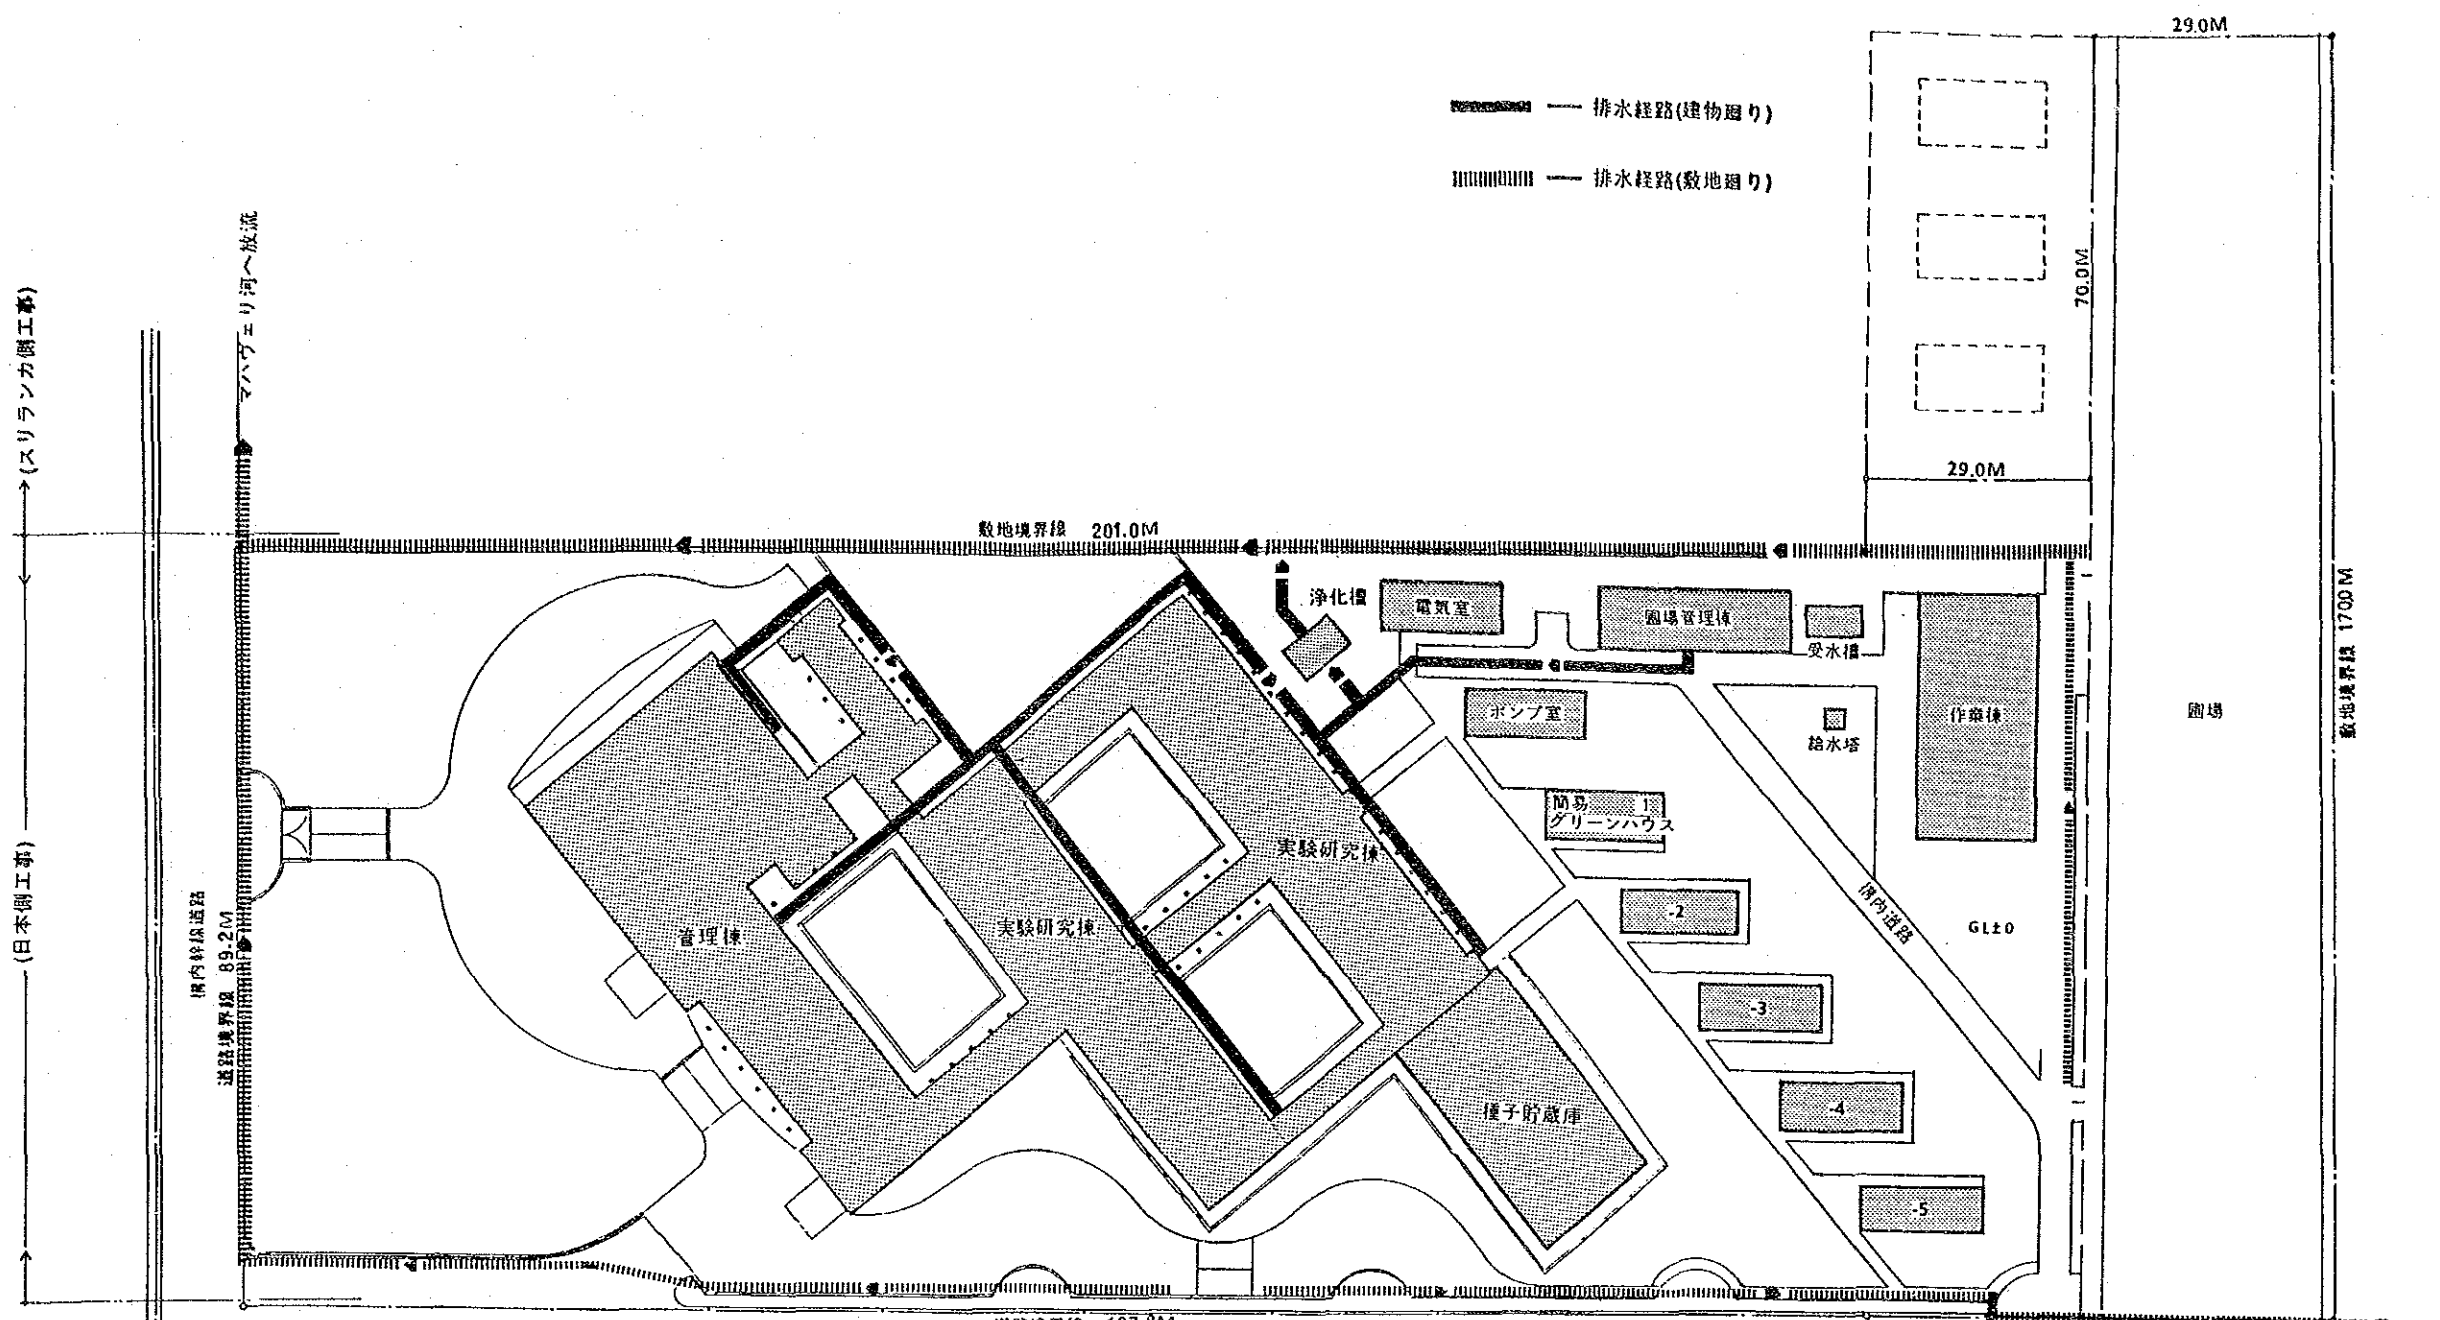 29.0M
排水経路(建物廻り)
排水経路(敷地廻り)
マハヴェリ河へ放流
(スリランカ側工事)
70.0M
29.0M
敷地境界線 201.0M
敷地境界線 170.0M
浄化槽
電気室
圃場管理棟
受水槽
ポンプ室
給水塔
作業棟
圃場
簡易 1
グリーンハウス
実験研究棟
-2
構内道路
GL±0
管理棟
実験研究棟
(日本側工事)
構内幹線道路
道路境界線 89.2M
-3
-4
種子貯蔵庫
-5